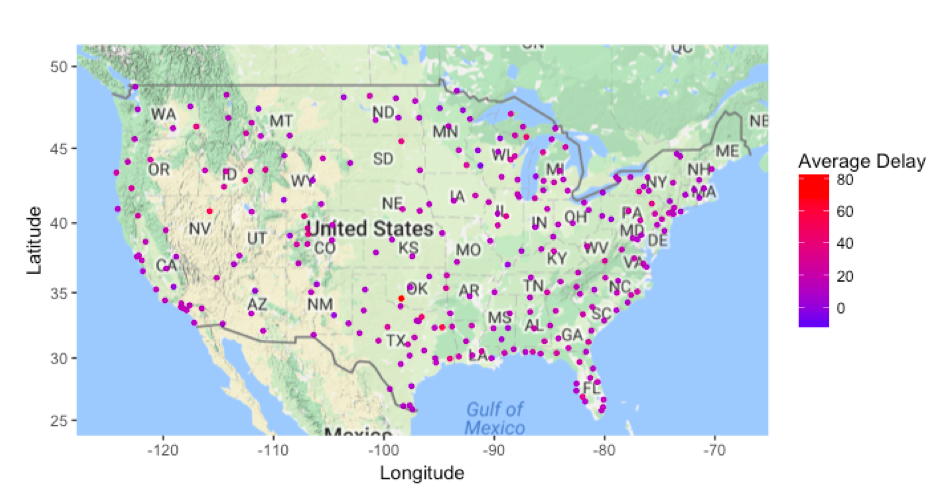 ON
QC
50
WA
MT
ND
MN
NB
ME
45
OR
ID
SD
WI
MI
NH
WY
NY
MA
Average Delay
80
60
40
20
0
Latitude
40
NV
UT
NE
IA
IL
IN
OH
PA
MD
DE
United States
CO
KS
MO
KY
WV
VA
CA
35
AZ
NM
OK
AR
TN
NC
SC
MS
AL
GA
30
TX
LA
FL
25
Gulf of
Mexico
Mexico
-120
-110
-100
-90
-80
-70
Longitude